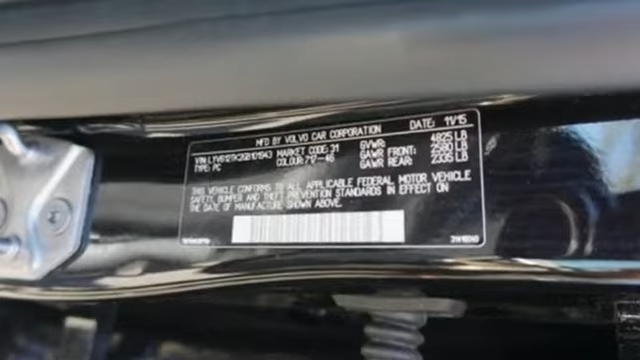 MFD BY VOLVO CAR CORPORATION DATE: 11/15
MARKET CODE: 31 GVWR: 4825 LB
TYPE: PC COLOUR: 717-46 GAWR FRONT: 2580 LB
GAWR REAR: 2335 LB
THIS VEHICLE CONFORMS TO ALL APPLICABLE FEDERAL MOTOR VEHICLE
SAFETY, BUMPER AND THEFT PREVENTION STANDARDS IN EFFECT ON
THE DATE OF MANUFACTURE SHOWN ABOVE.